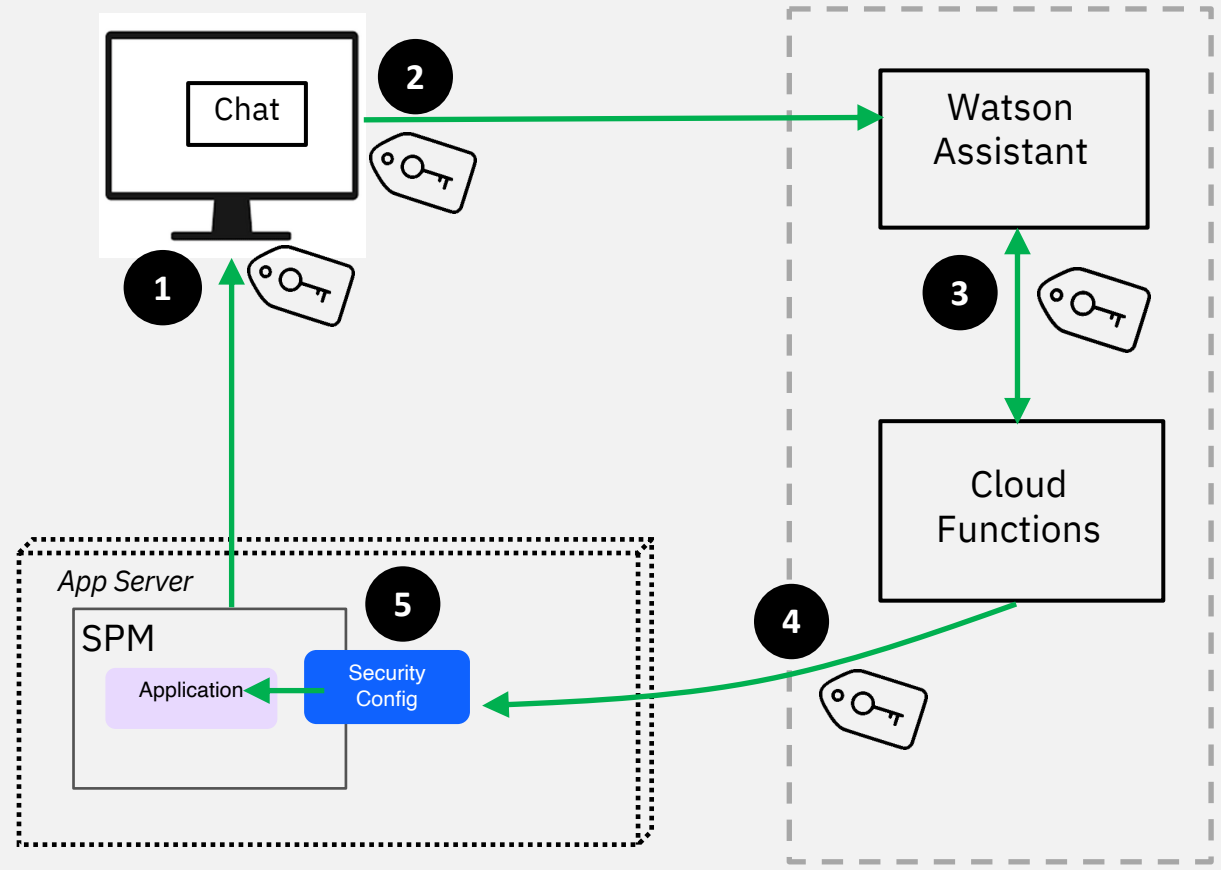 2
Chat
Watson
Assistant
1
3
Cloud
Functions
App Server
5
4
SPM
Security
Config
Application